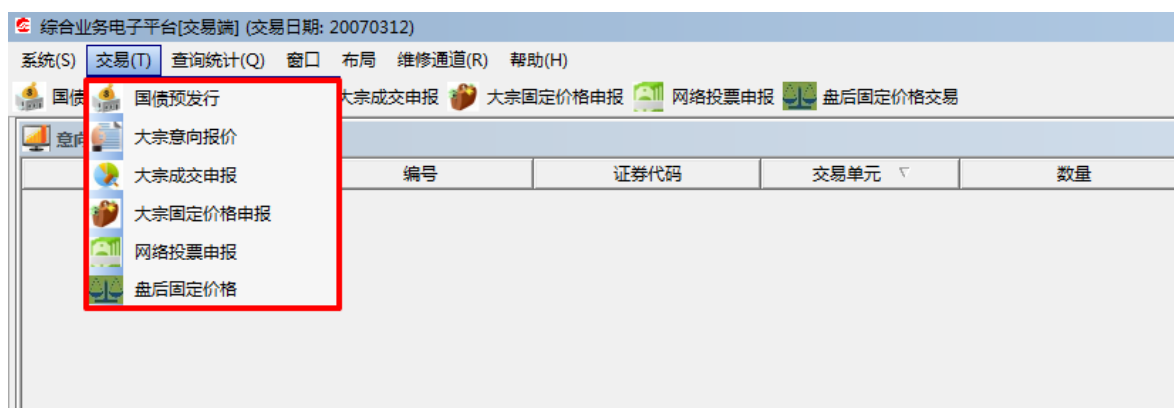 综合业务电子平台[交易端] (交易日期: 20070312)
系统(S) 交易(T) 查询统计(Q) 窗口 布局 维修通道(R) 帮助(H)
国债 大宗成交申报 大宗固定价格申报 网络投票申报 盘后固定价格交易
国债预发行
意向
大宗意向报价
编号 证券代码 交易单元 数量
大宗成交申报
大宗固定价格申报
网络投票申报
盘后固定价格